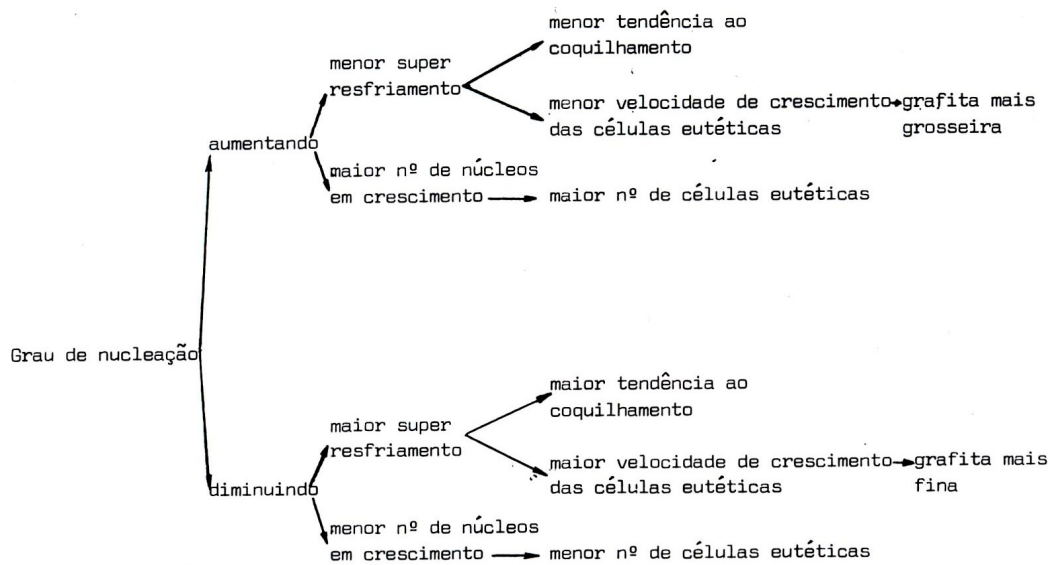 menor tendência ao
coquilhamento
menor super
resfriamento
menor velocidade de crescimento
das células eutéticas
grafita mais
grosseira
aumentando
maior nº de núcleos
em crescimento
maior nº de células eutéticas
Grau de nucleação
maior tendência ao
coquilhamento
maior super
resfriamento
maior velocidade de crescimento
das células eutéticas
grafita mais
fina
diminuindo
menor nº de núcleos
em crescimento
menor nº de células eutéticas